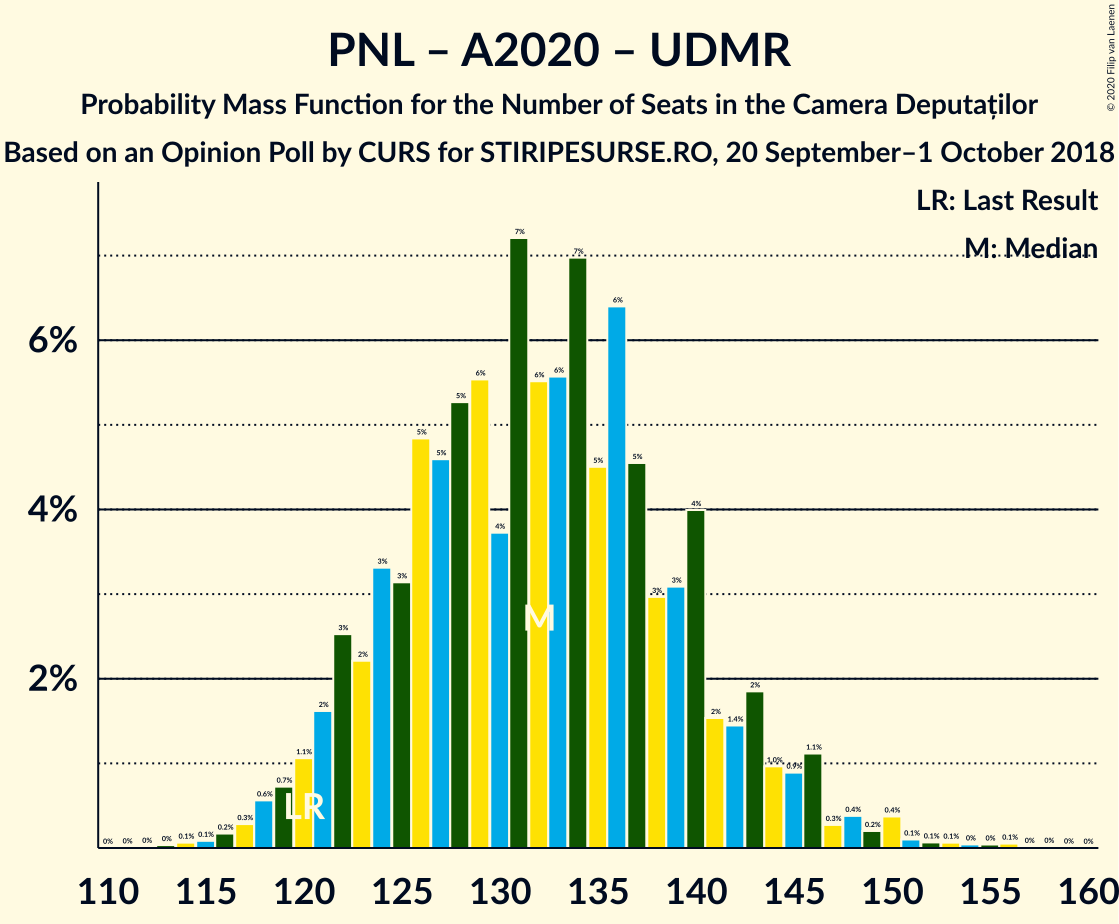 PNL – A2020 – UDMR
Probability Mass Function for the Number of Seats in the Camera Deputaților
Based on an Opinion Poll by CURS for STIRIPESURSE.RO, 20 September–1 October 2018
© 2020 Filip van Laenen
LR: Last Result
M: Median
6%
4%
2%
0% 0% 0% 0% 0.1% 0.1% 0.2% 0.3% 0.6% 0.7% 1.1% 2% 3% 2% 3% 3% 5% 5% 5% 6% 4% 7% 6% 6% 7% 5% 6% 5% 3% 3% 4% 2% 1.4% 2% 1.0% 0.9% 1.1% 0.3% 0.4% 0.2% 0.4% 0.1% 0.1% 0.1% 0% 0% 0.1% 0% 0% 0% 0%
M
LR
110 115 120 125 130 135 140 145 150 155 160